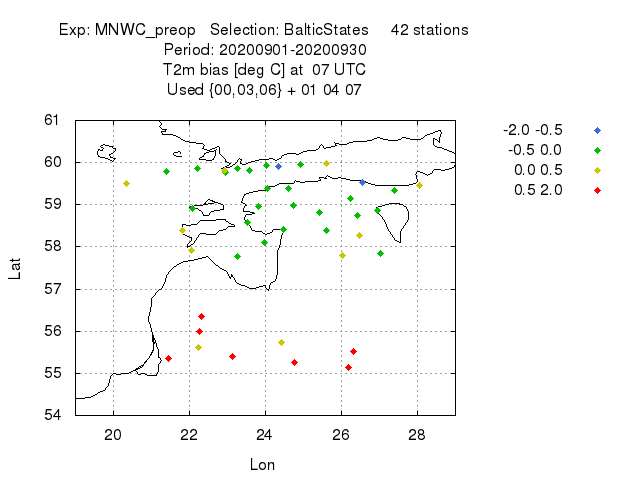 Exp: MNWC_preop   Selection: BalticStates     42 stations
Period: 20200901-20200930
T2m bias [deg C] at  07 UTC
Used {00,03,06} + 01 04 07
-2.0 -0.5
-0.5 0.0
0.0 0.5
0.5 2.0
61
60
59
58
57
56
55
54
Lat
20 22 24 26 28
Lon